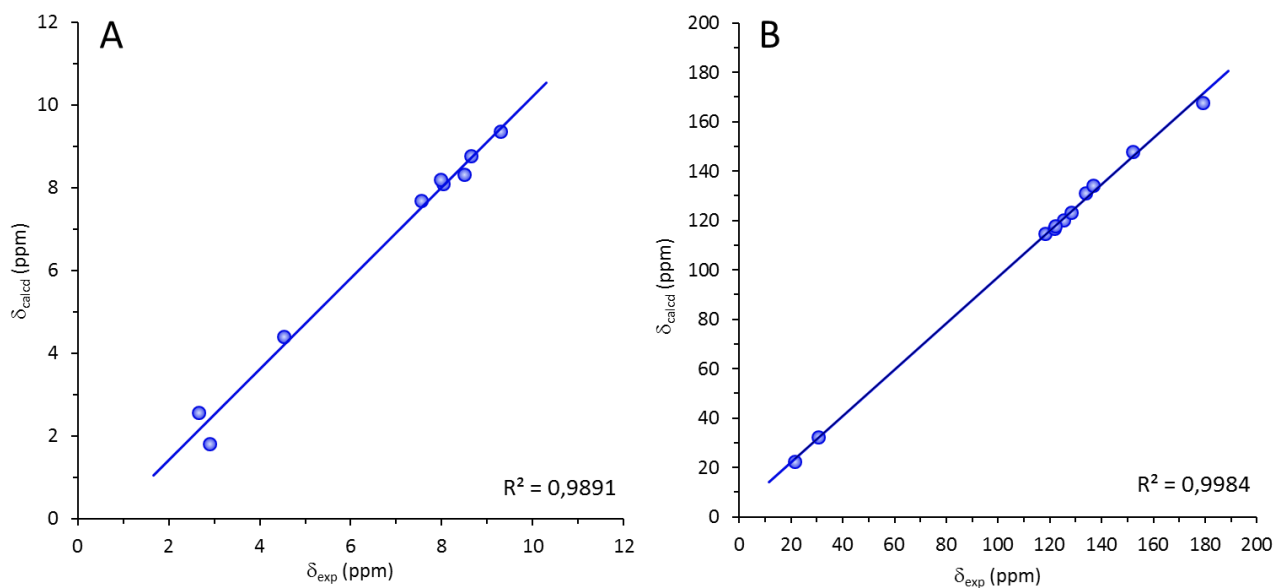 A
12
10
8
6
4
2
0
δcalcd (ppm)
R² = 0,9891
0 2 4 6 8 10 12
δexp (ppm)
B
200
180
160
140
120
100
80
60
40
20
0
δcalcd (ppm)
R² = 0,9984
0 20 40 60 80 100 120 140 160 180 200
δexp (ppm)